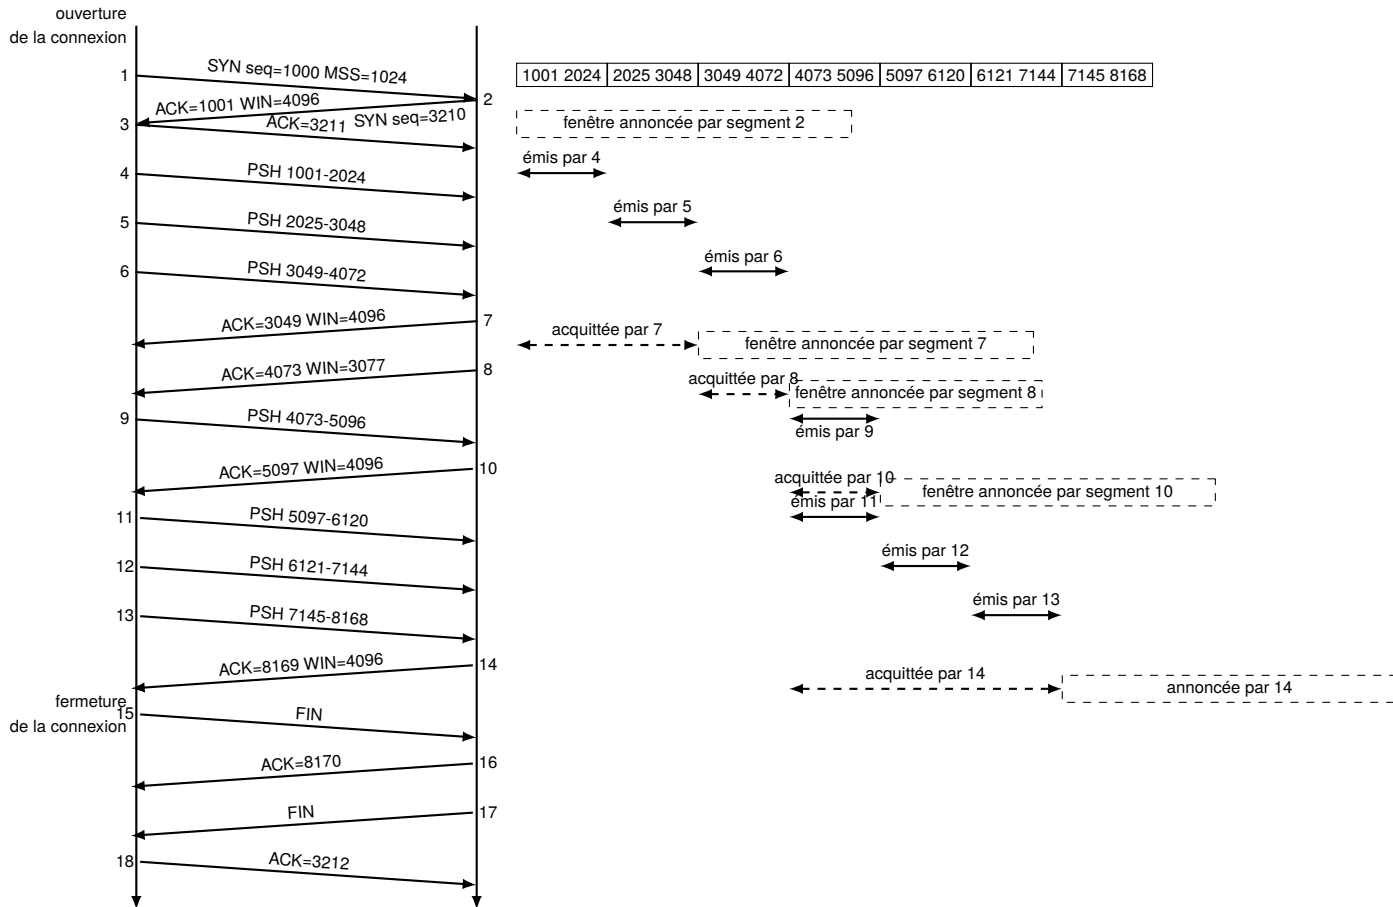 ouverture
de la connexion
1
SYN seq=1000 MSS=1024
1001 2024 2025 3048 3049 4072 4073 5096 5097 6120 6121 7144 7145 8168
2
ACK=1001 WIN=4096
SYN seq=3210
3
ACK=3211
fenêtre annoncée par segment 2
émis par 4
4
PSH 1001-2024
émis par 5
5
PSH 2025-3048
émis par 6
6
PSH 3049-4072
ACK=3049 WIN=4096
7
acquittée par 7
fenêtre annoncée par segment 7
ACK=4073 WIN=3077
8
acquittée par 8
fenêtre annoncée par segment 8
9
PSH 4073-5096
émis par 9
ACK=5097 WIN=4096
10
acquittée par 10
fenêtre annoncée par segment 10
émis par 11
11
PSH 5097-6120
émis par 12
12
PSH 6121-7144
émis par 13
13
PSH 7145-8168
ACK=8169 WIN=4096
14
acquittée par 14
annoncée par 14
fermeture
de la connexion
15
FIN
ACK=8170
16
FIN
17
18
ACK=3212